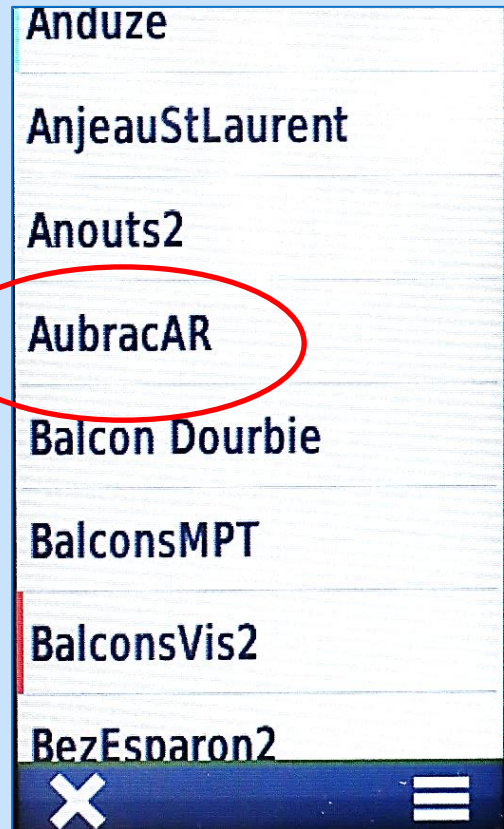 Anduze
AnjeauStLaurent
Anouts2
AubracAR
Balcon Dourbie
BalconsMPT
BalconsVis2
BezEsparon2